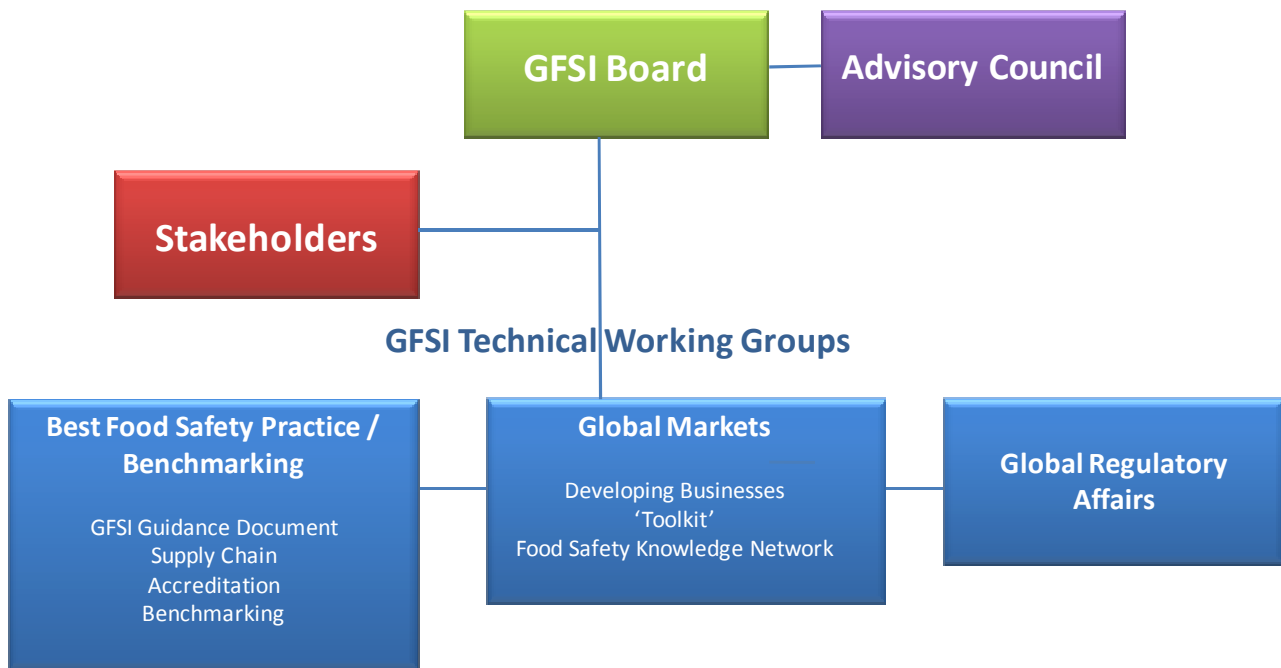 GFSI Board
Advisory Council
Stakeholders
GFSI Technical Working Groups
Best Food Safety Practice /
Benchmarking
GFSI Guidance Document
Supply Chain
Accreditation
Benchmarking
Global Markets
Developing Businesses
‘Toolkit’
Food Safety Knowledge Network
Global Regulatory
Affairs